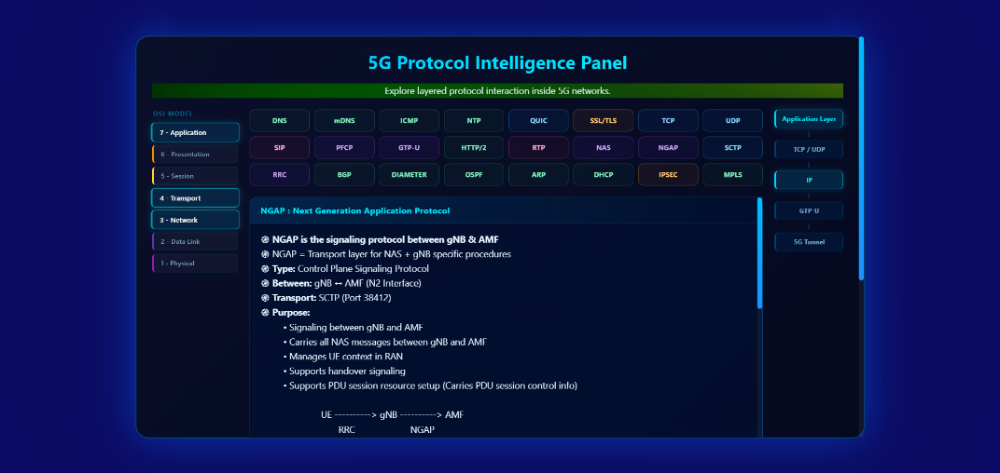 5G Protocol Intelligence Panel
Explore layered protocol interaction inside 5G networks.
OSI MODEL
7 - Application
6 - Presentation
5 - Session
4 - Transport
3 - Network
2 - Data Link
1 - Physical
DNS mDNS ICMP NTP QUIC SSL/TLS TCP UDP
SIP PFCP GTP-U HTTP/2 RTP NAS NGAP SCTP
RRC BGP DIAMETER OSPF ARP DHCP IPSEC MPLS
NGAP : Next Generation Application Protocol
NGAP is the signaling protocol between gNB & AMF
NGAP = Transport layer for NAS + gNB specific procedures
Type: Control Plane Signaling Protocol
Between: gNB ↔ AMF (N2 Interface)
Transport: SCTP (Port 38412)
Purpose:
• Signaling between gNB and AMF
• Carries all NAS messages between gNB and AMF
• Manages UE context in RAN
• Supports handover signaling
• Supports PDU session resource setup (Carries PDU session control info)
UE ----------> gNB ----------> AMF
RRC NGAP
Application Layer
↓
TCP / UDP
↓
IP
↓
GTP-U
↓
5G Tunnel